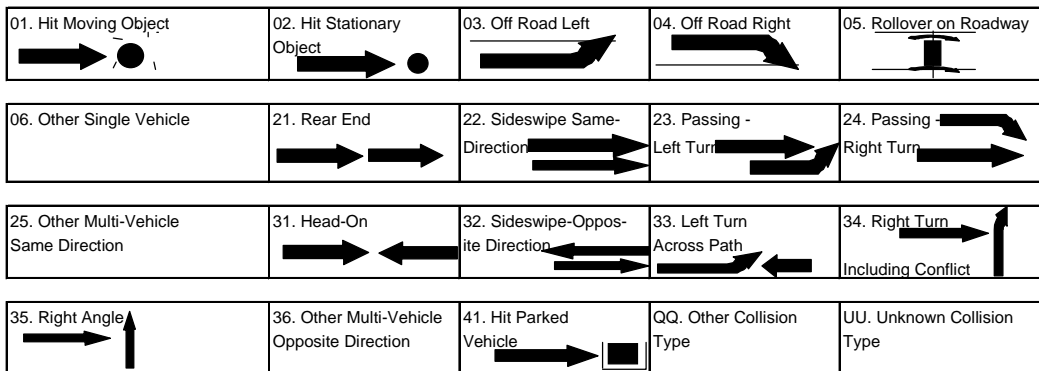 01. Hit Moving Object
02. Hit Stationary
Object
03. Off Road Left
04. Off Road Right
05. Rollover on Roadway
06. Other Single Vehicle
21. Rear End
22. Sideswipe Same-
Direction
23. Passing -
Left Turn
24. Passing -
Right Turn
25. Other Multi-Vehicle
Same Direction
31. Head-On
32. Sideswipe-Oppos-
ite Direction
33. Left Turn
Across Path
34. Right Turn
Including Conflict
35. Right Angle
36. Other Multi-Vehicle
Opposite Direction
41. Hit Parked
Vehicle
QQ. Other Collision
Type
UU. Unknown Collision
Type